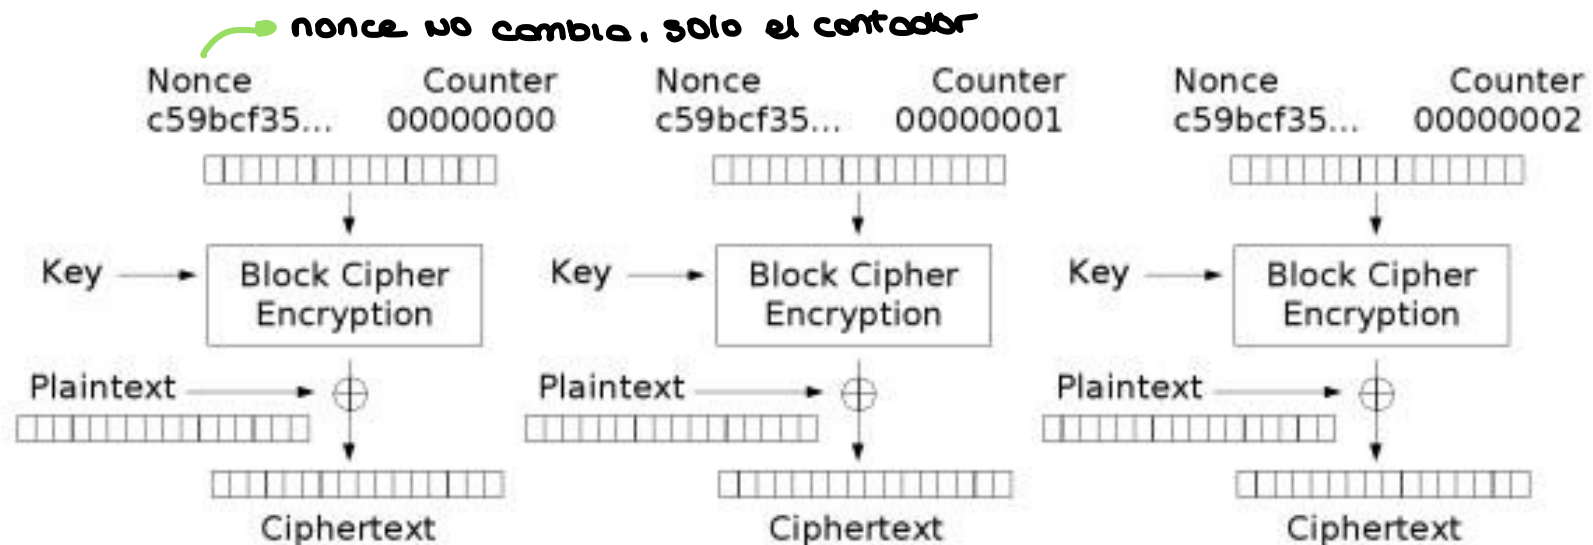 nonce no cambia, solo el contador
Nonce Counter Nonce Counter Nonce Counter
c59bcf35... 00000000 c59bcf35... 00000001 c59bcf35... 00000002
Key Block Cipher Key Block Cipher Key Block Cipher
Encryption Encryption Encryption
Plaintext Plaintext Plaintext
Ciphertext Ciphertext Ciphertext